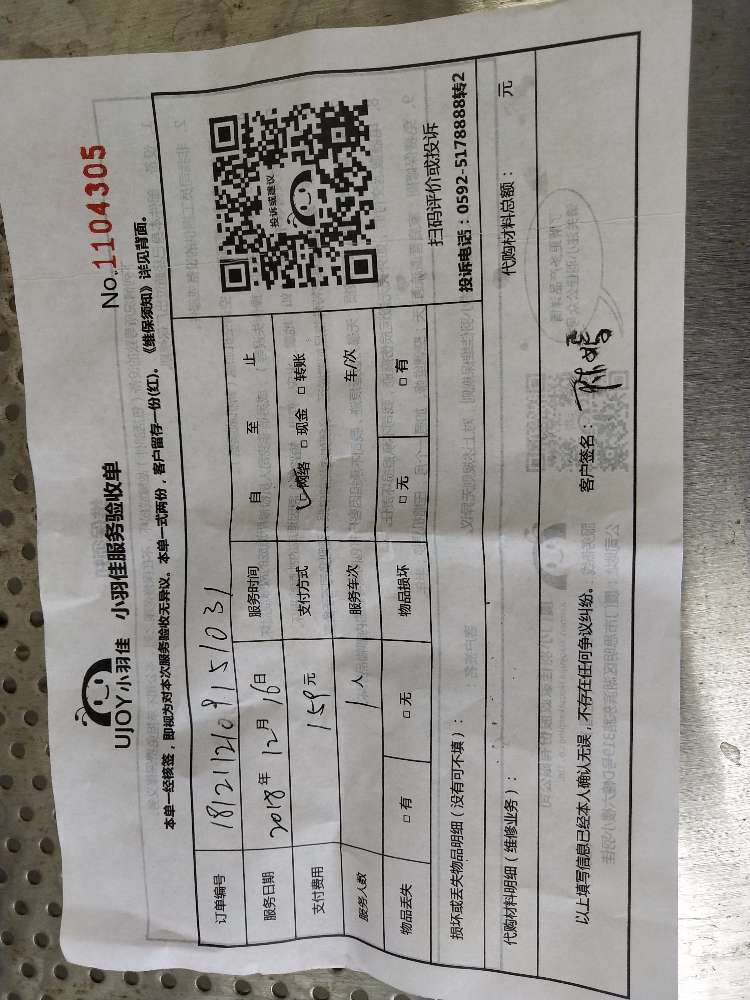 UJOY小羽佳 小羽佳服务验收单
No.1104305
本单一经核签，即视为对本次服务验收无异议。本单一式两份，客户留存一份(红)。《维保须知》详见背面。
订单编号 1812112109151031
服务日期 2018年 12月 16日 服务时间 自 至 止
支付费用 159元 支付方式 网络 □ 现金 □ 转账
服务人数 1人 服务车次 车/次
物品丢失 □ 有 □ 无 物品损坏 □ 无 □ 有
投诉或建议
扫码评价或投诉
投诉电话：0592-5178888转2
损坏或丢失物品明细（没有可不填）：
代购材料明细（维修业务）： 代购材料总额： 元
以上填写信息已经本人确认无误，不存在任何争议纠纷。 客户签名：